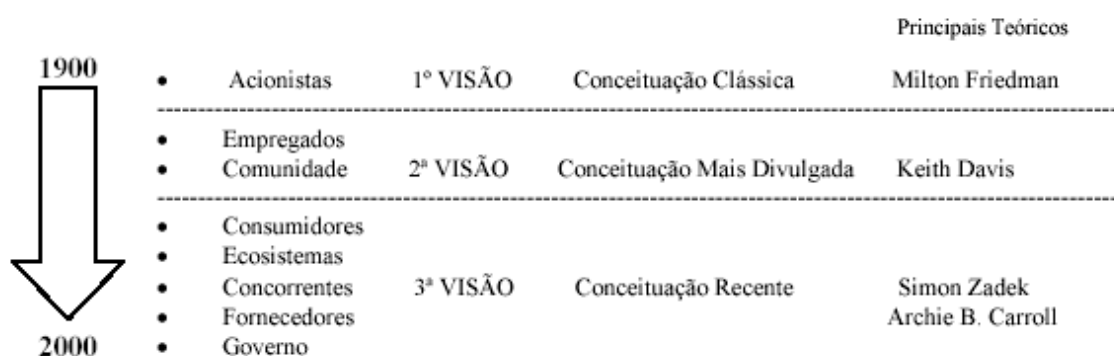 Principais Teóricos
1900
• Acionistas 1º VISÃO Conceituação Clássica Milton Friedman
• Empregados
• Comunidade 2ª VISÃO Conceituação Mais Divulgada Keith Davis
• Consumidores
• Ecosistemas
• Concorrentes 3ª VISÃO Conceituação Recente Simon Zadek
• Fornecedores Archie B. Carroll
2000 • Governo